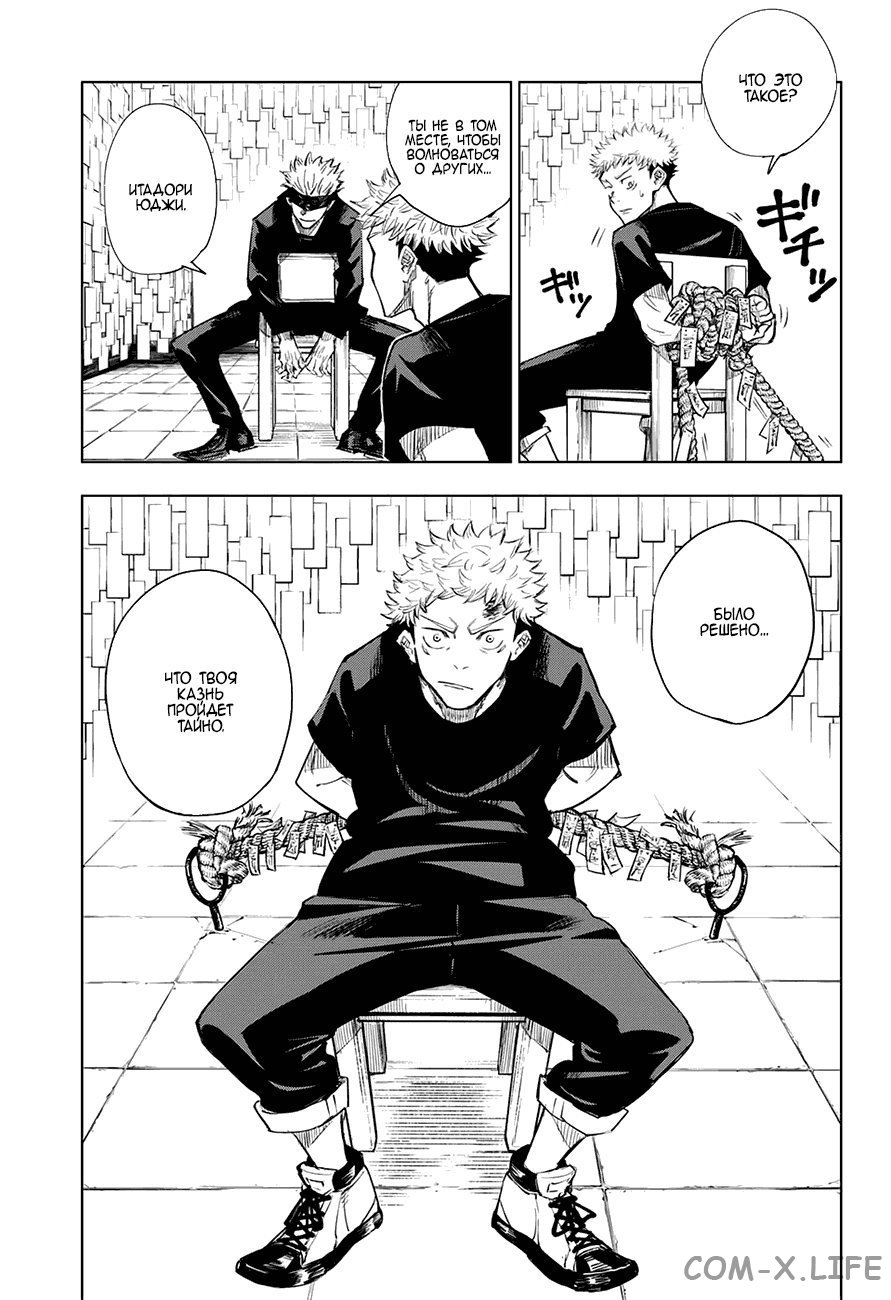 ЧТО ЭТО
ТАКОЕ?
ギチッ
ギッ
ТЫ НЕ В ТОМ
МЕСТЕ, ЧТОБЫ
ВОЛНОВАТЬСЯ
О ДРУГИХ...
ИТАДОРИ
ЮДЖИ.
БЫЛО
РЕШЕНО...
ЧТО ТВОЯ
КАЗНЬ
ПРОЙДЕТ
ТАЙНО.
COM-X.LIFE